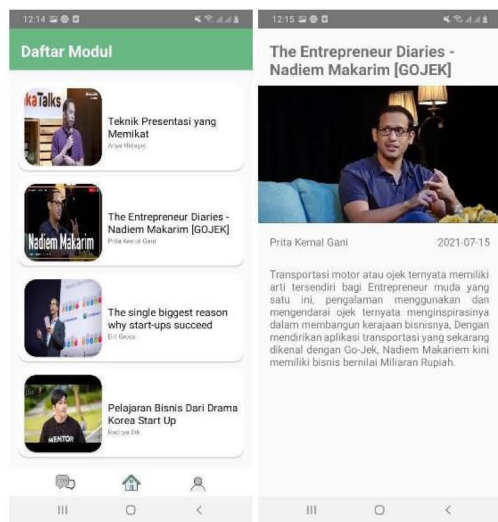 12:14
Daftar Modul
kaTalks
Teknik Presentasi yang
Memikat
Ariya Hidayat
Nadiem Makarim
The Entrepreneur Diaries -
Nadiem Makarim [GOJEK]
Prita Kemal Gani
The single biggest reason
why start-ups succeed
Bill Gross
MENTOR
Pelajaran Bisnis Dari Drama
Korea Start Up
Raditya Dik
12:15
The Entrepreneur Diaries -
Nadiem Makarim [GOJEK]
Prita Kemal Gani
2021-07-15
Transportasi motor atau ojek ternyata memiliki
arti tersendiri bagi Entrepreneur muda yang
satu ini, pengalaman menggunakan dan
mengendarai ojek ternyata menginspirasinya
dalam membangun kerajaan bisnisnya, Dengan
mendirikan aplikasi transportasi yang sekarang
dikenal dengan Go-Jek, Nadiem Makariem kini
memiliki bisnis bernilai Miliaran Rupiah.